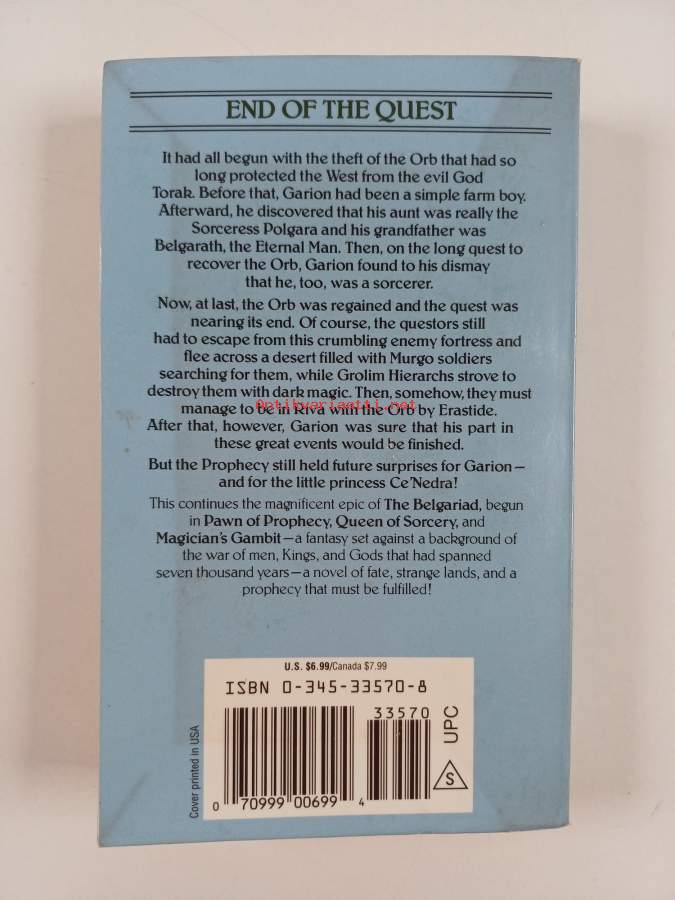 END OF THE QUEST
It had all begun with the theft of the Orb that had so
long protected the West from the evil God
Torak. Before that, Garion had been a simple farm boy.
Afterward, he discovered that his aunt was really the
Sorceress Polgara and his grandfather was
Belgarath, the Eternal Man. Then, on the long quest to
recover the Orb, Garion found to his dismay
that he, too, was a sorcerer.
Now, at last, the Orb was regained and the quest was
nearing its end. Of course, the questors still
had to escape from this crumbling enemy fortress and
flee across a desert filled with Murgo soldiers
searching for them, while Grolim Hierarchs strove to
destroy them with dark magic. Then, somehow, they must
Antikvariaatti.net
manage to be in Riva with the Orb by Erastide.
After that, however, Garion was sure that his part in
these great events would be finished.
But the Prophecy still held future surprises for Garion—
and for the little princess Ce'Nedra!
This continues the magnificent epic of The Belgariad, begun
in Pawn of Prophecy, Queen of Sorcery, and
Magician's Gambit—a fantasy set against a background of
the war of men, Kings, and Gods that had spanned
seven thousand years—a novel of fate, strange lands, and a
prophecy that must be fulfilled!
U.S. $6.99/Canada $7.99
ISBN 0-345-33570-8
33570
0 70999 00699 4
UPC
S
Cover printed in USA